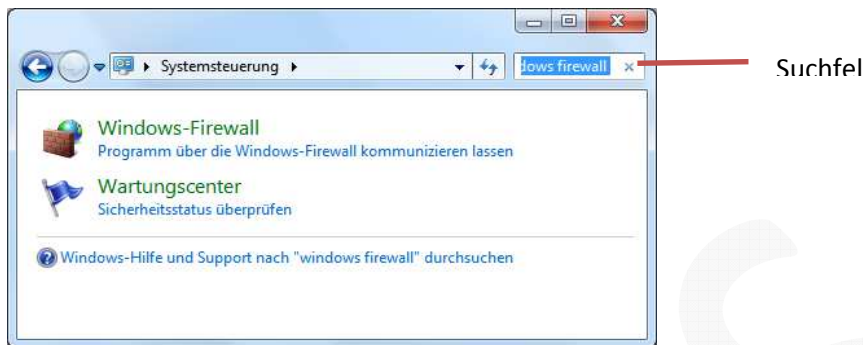 Systemsteuerung
dows firewall
Suchfel
Windows-Firewall
Programm über die Windows-Firewall kommunizieren lassen
Wartungscenter
Sicherheitsstatus überprüfen
Windows-Hilfe und Support nach "windows firewall" durchsuchen